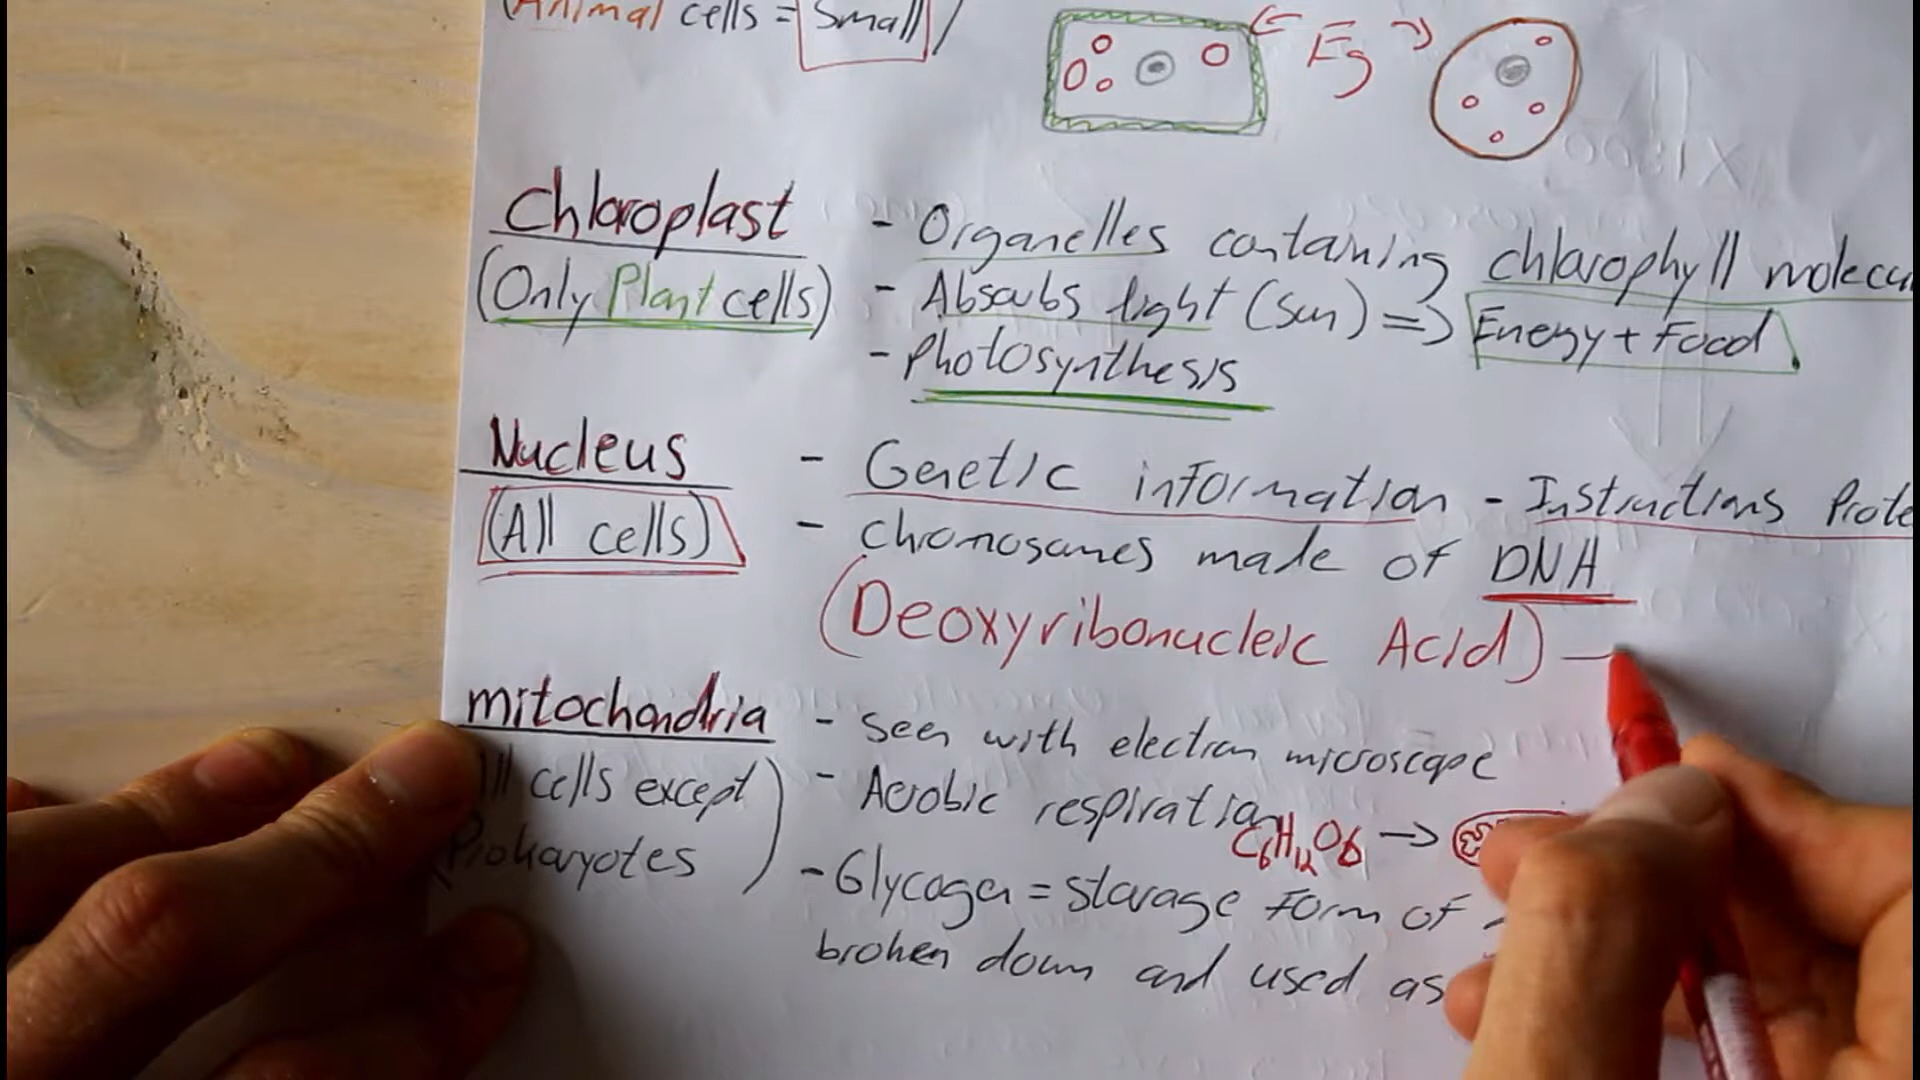 (Animal cells = Small)
← Eg →
Chloroplast
(Only Plant cells)
- Organelles containing chlorophyll molecu
- Absorbs light (sun) => Energy + Food
- Photosynthesis
Nucleus
(All cells)
- Genetic information - Instructions Prote
- chomosomes made of DNA
(Deoxyribonucleic Acid) -
mitochondria
All cells except
Prokaryotes)
- seen with electron microscope
- Aerobic respiration
C6H12O6 →
- Glycogen = storage form of
broken down and used as